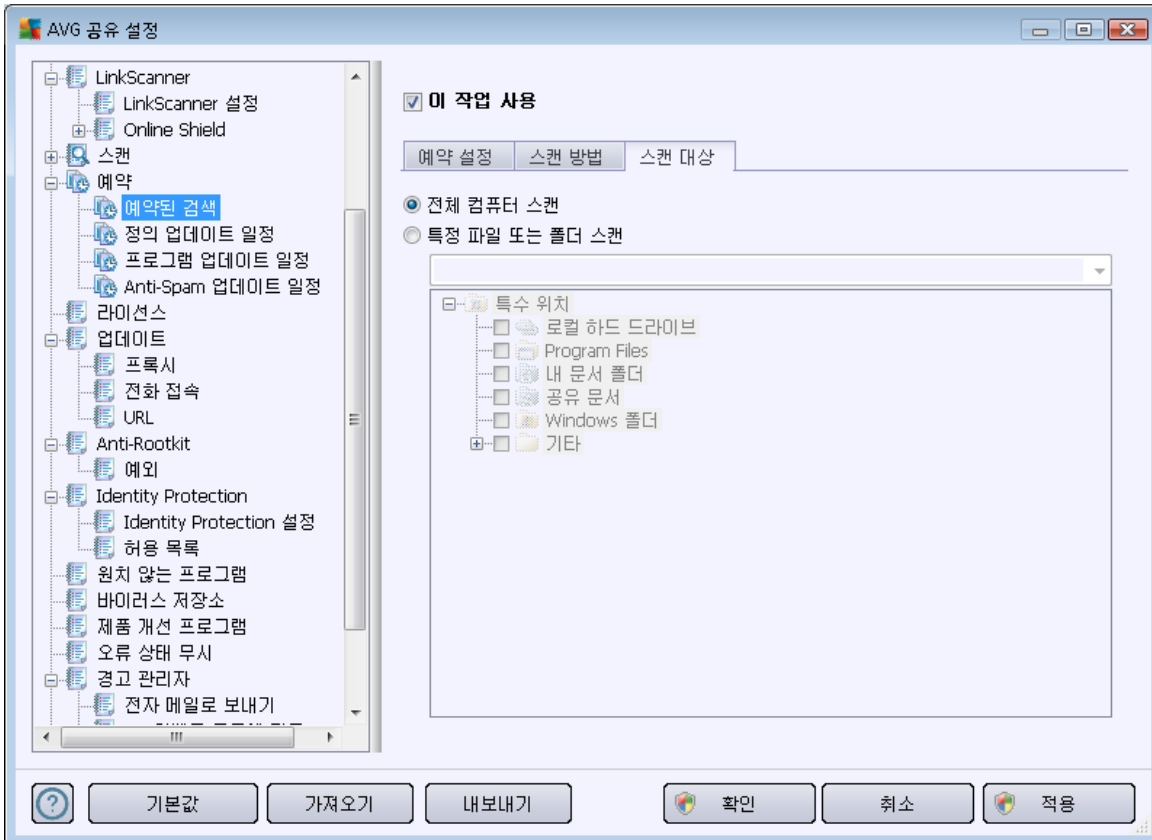 AVG 공유 설정
LinkScanner
LinkScanner 설정
Online Shield
스캔
예약
예약된 검색
정의 업데이트 일정
프로그램 업데이트 일정
Anti-Spam 업데이트 일정
라이선스
업데이트
프록시
전화 접속
URL
Anti-Rootkit
예외
Identity Protection
Identity Protection 설정
허용 목록
원치 않는 프로그램
바이러스 저장소
제품 개선 프로그램
오류 상태 무시
경고 관리자
전자 메일로 보내기
이 작업 사용
예약 설정 스캔 방법 스캔 대상
전체 컴퓨터 스캔
특정 파일 또는 폴더 스캔
특수 위치
로컬 하드 드라이브
Program Files
내 문서 폴더
공유 문서
Windows 폴더
기타
기본값 가져오기 내보내기 확인 취소 적용